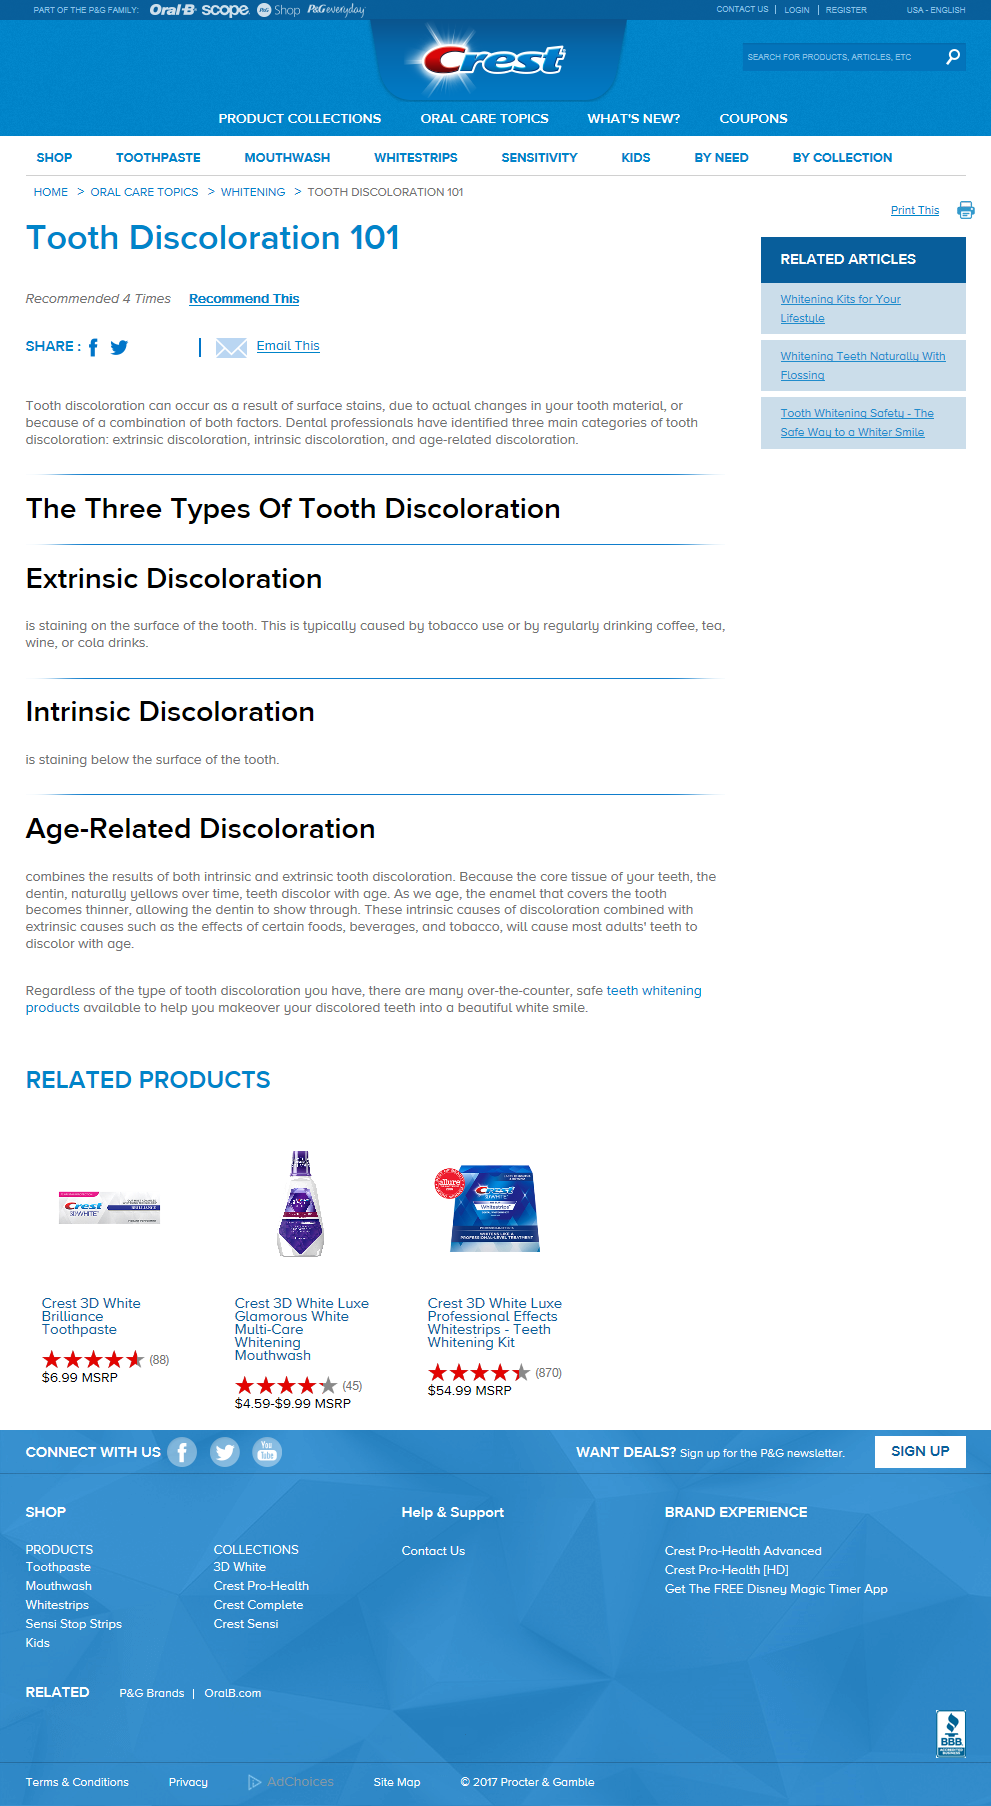 PART OF THE P&G FAMILY: Oral-B scope P&G Shop P&G everyday
CONTACT US | LOGIN | REGISTER USA - ENGLISH
Crest
SEARCH FOR PRODUCTS, ARTICLES, ETC
PRODUCT COLLECTIONS ORAL CARE TOPICS WHAT'S NEW? COUPONS
SHOP TOOTHPASTE MOUTHWASH WHITESTRIPS SENSITIVITY KIDS BY NEED BY COLLECTION
HOME > ORAL CARE TOPICS > WHITENING > TOOTH DISCOLORATION 101
Print This
Tooth Discoloration 101
Recommended 4 Times Recommend This
SHARE : | Email This
Tooth discoloration can occur as a result of surface stains, due to actual changes in your tooth material, or
because of a combination of both factors. Dental professionals have identified three main categories of tooth
discoloration: extrinsic discoloration, intrinsic discoloration, and age-related discoloration.
RELATED ARTICLES
Whitening Kits for Your
Lifestyle
Whitening Teeth Naturally With
Flossing
Tooth Whitening Safety - The
Safe Way to a Whiter Smile
The Three Types Of Tooth Discoloration
Extrinsic Discoloration
is staining on the surface of the tooth. This is typically caused by tobacco use or by regularly drinking coffee, tea,
wine, or cola drinks.
Intrinsic Discoloration
is staining below the surface of the tooth.
Age-Related Discoloration
combines the results of both intrinsic and extrinsic tooth discoloration. Because the core tissue of your teeth, the
dentin, naturally yellows over time, teeth discolor with age. As we age, the enamel that covers the tooth
becomes thinner, allowing the dentin to show through. These intrinsic causes of discoloration combined with
extrinsic causes such as the effects of certain foods, beverages, and tobacco, will cause most adults' teeth to
discolor with age.
Regardless of the type of tooth discoloration you have, there are many over-the-counter, safe teeth whitening
products available to help you makeover your discolored teeth into a beautiful white smile.
RELATED PRODUCTS
Crest
3D WHITE
BRILLIANCE
allure
Crest
3D WHITE
Whitestrips
WHITENS LIKE A
PROFESSIONAL-LEVEL TREATMENT
Crest 3D White
Brilliance
Toothpaste
(88)
$6.99 MSRP
Crest 3D White Luxe
Glamorous White
Multi-Care
Whitening
Mouthwash
(45)
$4.59-$9.99 MSRP
Crest 3D White Luxe
Professional Effects
Whitestrips - Teeth
Whitening Kit
(870)
$54.99 MSRP
CONNECT WITH US You Tube
WANT DEALS? Sign up for the P&G newsletter. SIGN UP
SHOP
PRODUCTS
Toothpaste
Mouthwash
Whitestrips
Sensi Stop Strips
Kids
COLLECTIONS
3D White
Crest Pro-Health
Crest Complete
Crest Sensi
Help & Support
Contact Us
BRAND EXPERIENCE
Crest Pro-Health Advanced
Crest Pro-Health [HD]
Get The FREE Disney Magic Timer App
RELATED P&G Brands | OralB.com
BBB
ACCREDITED
BUSINESS
Terms & Conditions Privacy AdChoices Site Map © 2017 Procter & Gamble